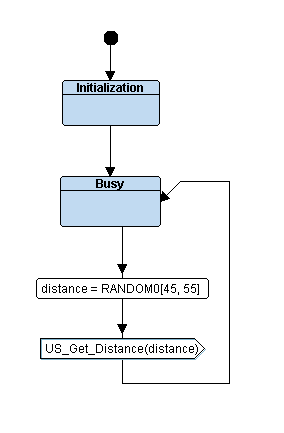 Initialization
Busy
distance = RANDOM0[45, 55]
US_Get_Distance(distance)